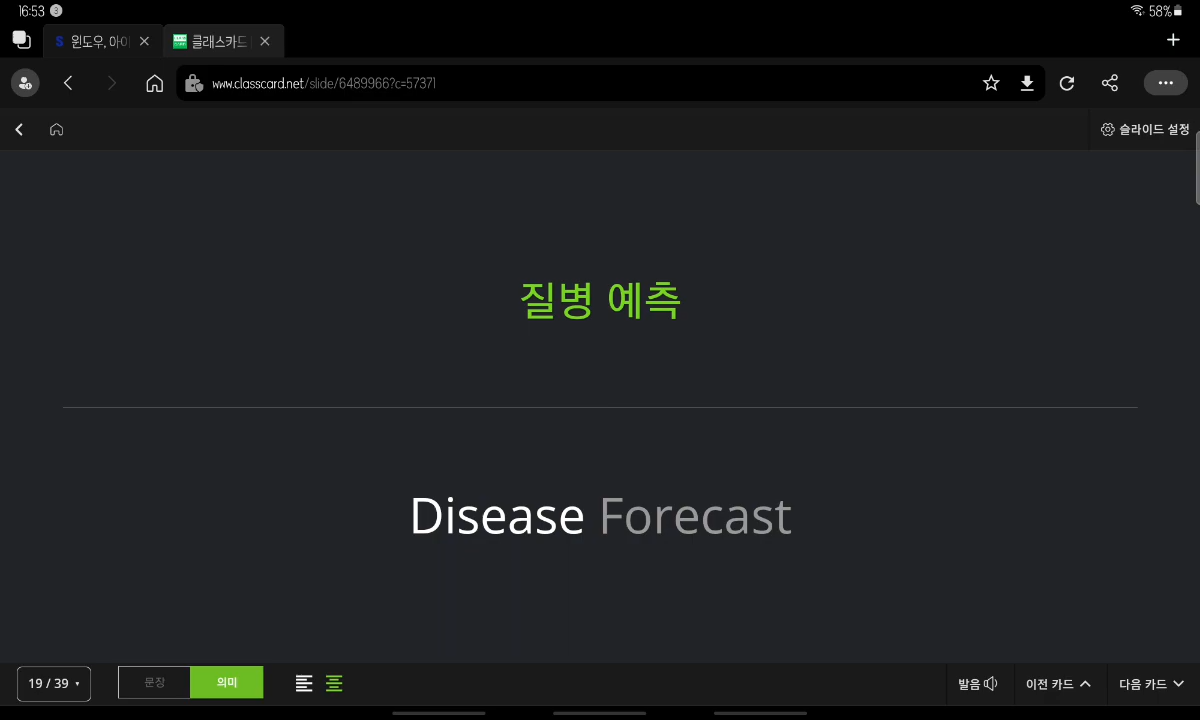 16:53 58%
S 윈도우, 아이 클래스카드
www.classcard.net/slide/6489966?c=57371
슬라이드 설정
질병 예측
Disease Forecast
19 / 39 문장 의미 발음 이전 카드 다음 카드